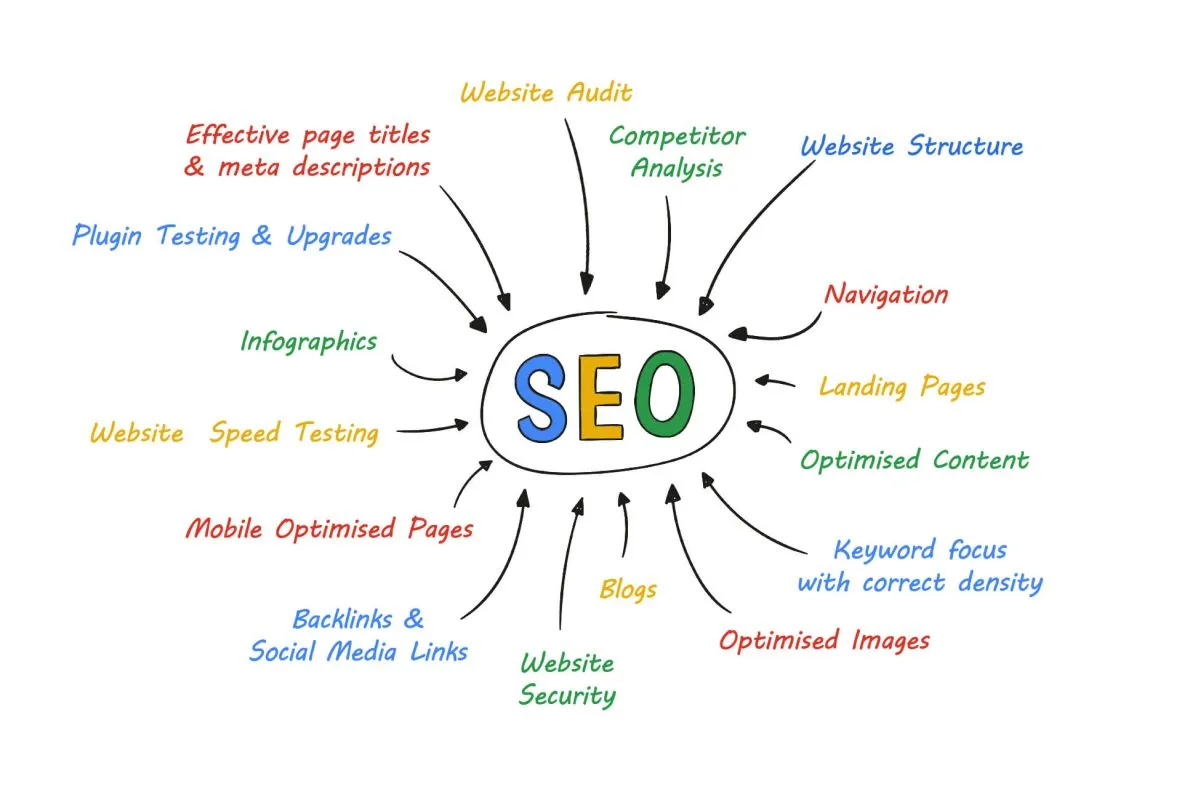 Website Audit
Effective page titles
& meta descriptions
Competitor
Analysis
Website Structure
Plugin Testing & Upgrades
Navigation
Infographics
SEO
Landing Pages
Website Speed Testing
Optimised Content
Mobile Optimised Pages
Keyword focus
with correct density
Blogs
Backlinks &
Social Media Links
Optimised Images
Website
Security